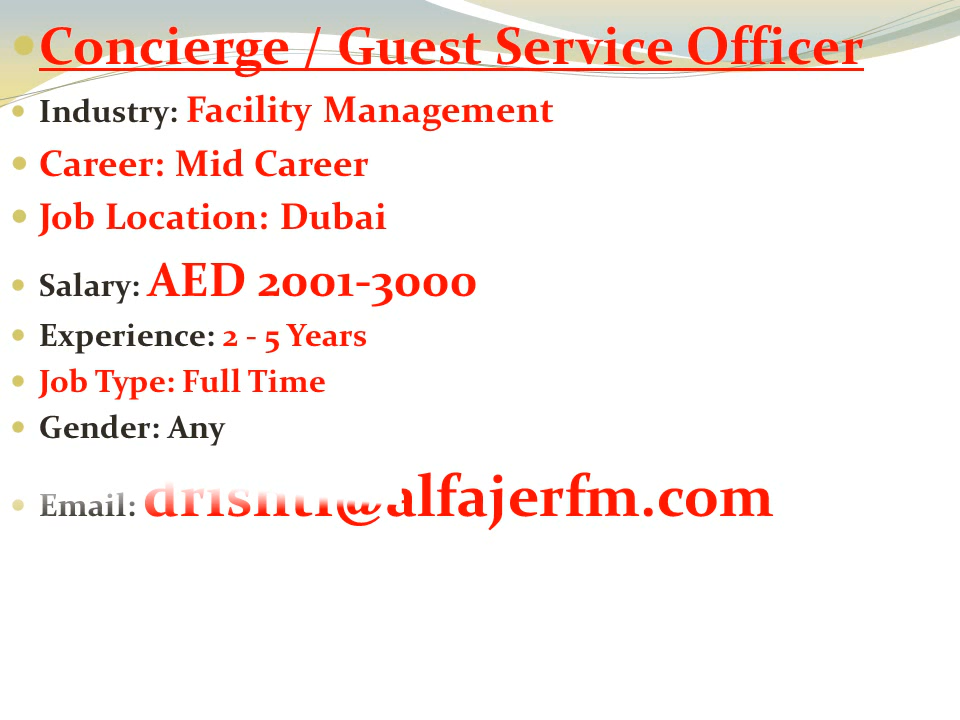 Concierge / Guest Service Officer
Industry: Facility Management
Career: Mid Career
Job Location: Dubai
Salary: AED 2001-3000
Experience: 2 - 5 Years
Job Type: Full Time
Gender: Any
Email: @alfajerfm.com